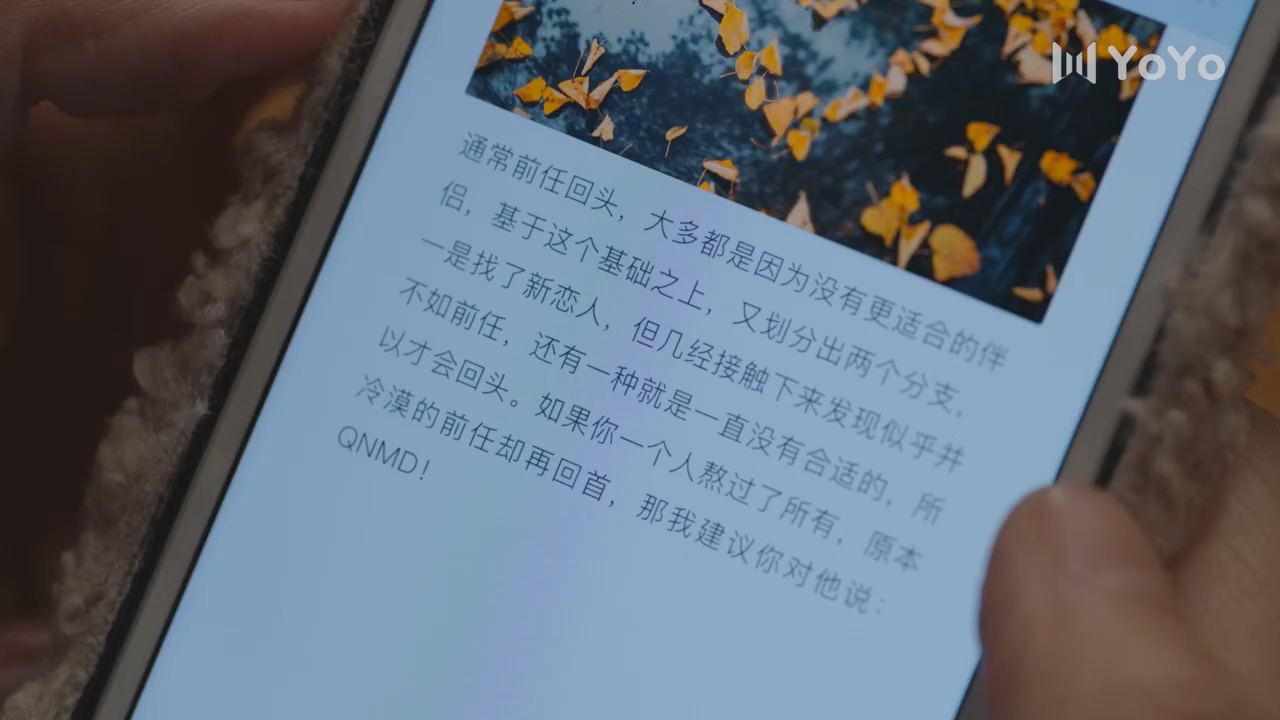 YoYo
通常前任回头，大多都是因为没有更适合的伴
侣，基于这个基础之上，又划分出两个分支，
一是找了新恋人，但几经接触下来发现似乎并
不如前任，还有一种就是一直没有合适的，所
以才会回头。如果你一个人熬过了所有，原本
冷漠的前任却再回首，那我建议你对他说：
QNMD！